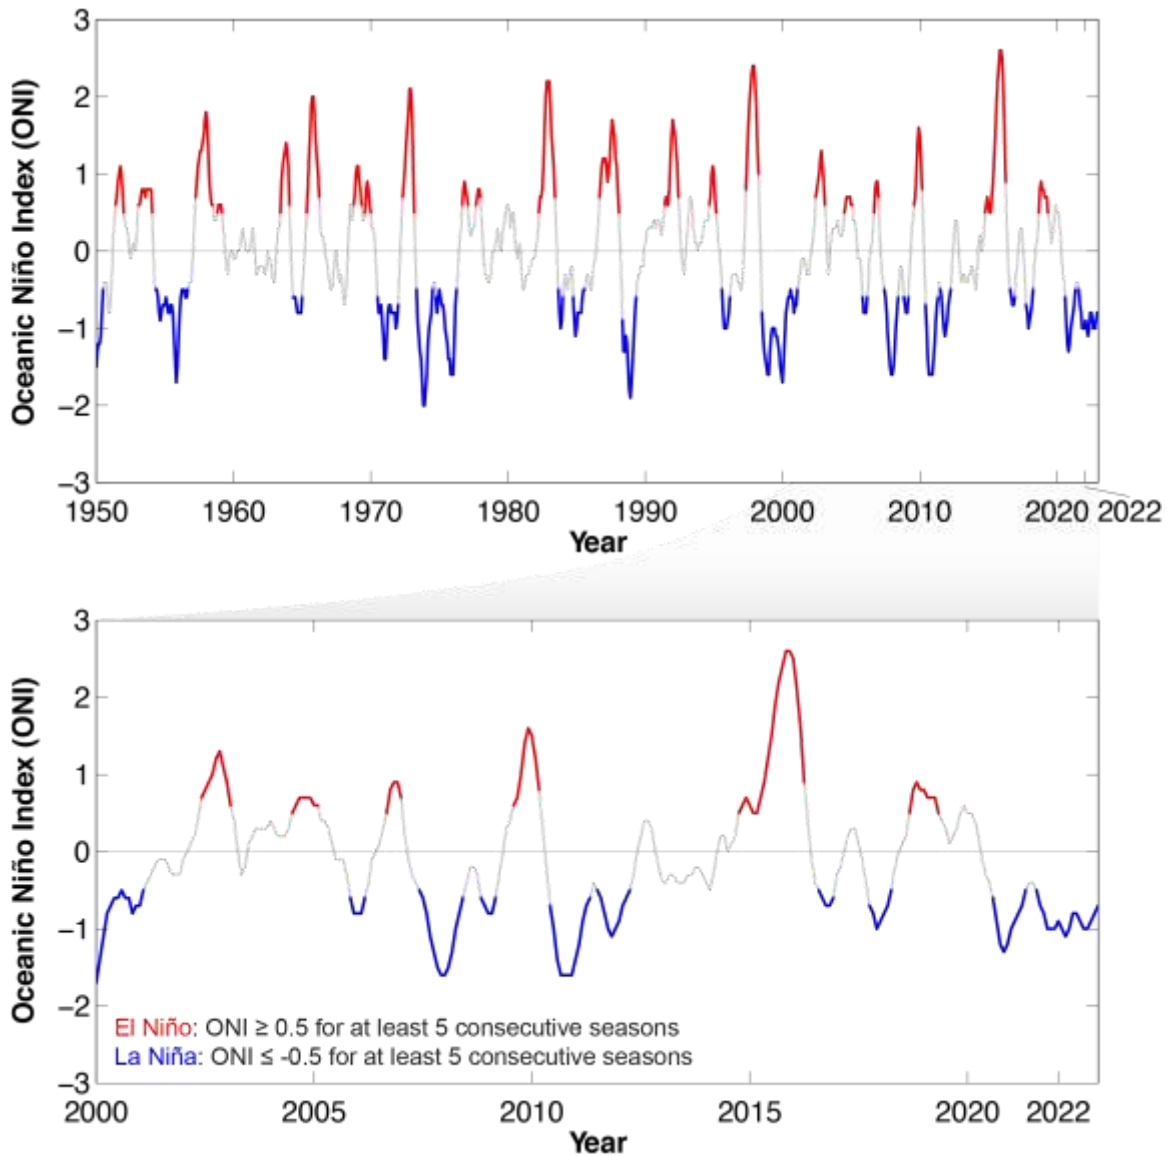 3
2
1
0
−1
−2
−3
Oceanic Niño Index (ONI)
1950 1960 1970 1980 1990 2000 2010 2020 2022
Year
3
2
1
0
−1
−2
−3
Oceanic Niño Index (ONI)
El Niño: ONI ≥ 0.5 for at least 5 consecutive seasons
La Niña: ONI ≤ -0.5 for at least 5 consecutive seasons
2000 2005 2010 2015 2020 2022
Year